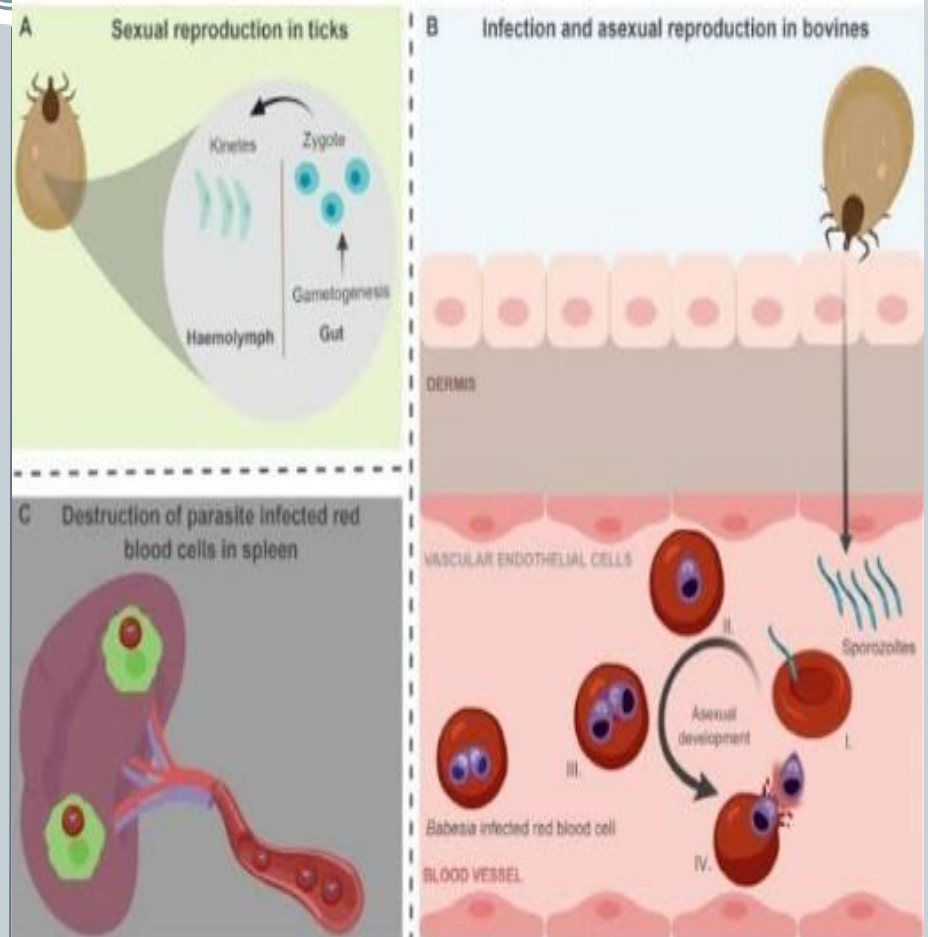 A
Sexual reproduction in ticks
Kinetes
Zygote
Gametogenesis
Haemolymph
Gut
B
Infection and asexual reproduction in bovines
DERMIS
VASCULAR ENDOTHELIAL CELLS
II.
Sporozoites
Asexual
development
I.
III.
Babesia infected red blood cell
IV.
BLOOD VESSEL
C
Destruction of parasite infected red
blood cells in spleen